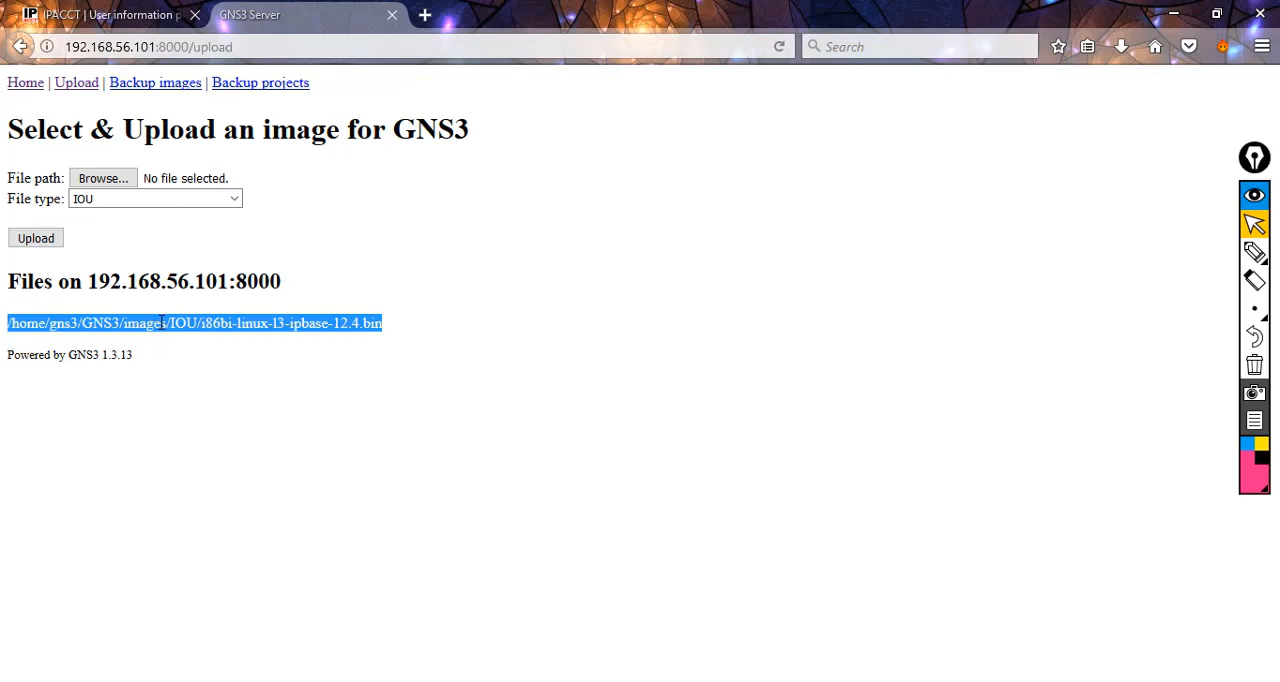 IPACCT | User information p
GNS3 Server
192.168.56.101:8000/upload
Search
Home | Upload | Backup images | Backup projects
Select & Upload an image for GNS3
File path: Browse... No file selected.
File type: IOU
Upload
Files on 192.168.56.101:8000
/home/gns3/GNS3/images/IOU/i86bi-linux-l3-ipbase-12.4.bin
Powered by GNS3 1.3.13